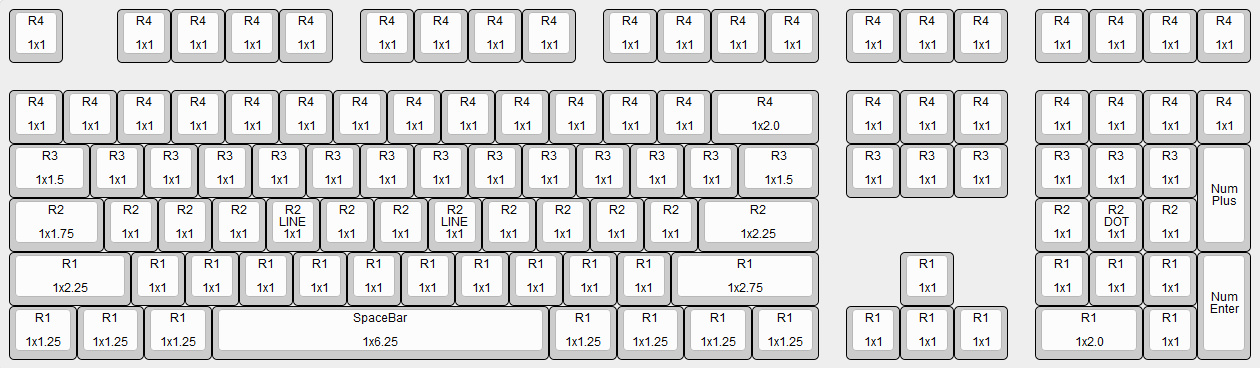 R4 R4 R4 R4 R4 R4 R4 R4 R4 R4 R4 R4 R4 R4 R4 R4 R4 R4 R4 R4
1x1 1x1 1x1 1x1 1x1 1x1 1x1 1x1 1x1 1x1 1x1 1x1 1x1 1x1 1x1 1x1 1x1 1x1 1x1 1x1
R4 R4 R4 R4 R4 R4 R4 R4 R4 R4 R4 R4 R4 R4 R4 R4 R4 R4 R4 R4 R4
1x1 1x1 1x1 1x1 1x1 1x1 1x1 1x1 1x1 1x1 1x1 1x1 1x1 1x2.0 1x1 1x1 1x1 1x1 1x1 1x1 1x1
R3 R3 R3 R3 R3 R3 R3 R3 R3 R3 R3 R3 R3 R3 R3 R3 R3 R3 R3 R3
1x1.5 1x1 1x1 1x1 1x1 1x1 1x1 1x1 1x1 1x1 1x1 1x1 1x1 1x1.5 1x1 1x1 1x1 1x1 1x1 1x1
Num
Plus
R2 R2 R2 R2 R2 R2 R2 R2 R2 R2 R2 R2 R2 R2 R2 R2
LINE LINE DOT
1x1.75 1x1 1x1 1x1 1x1 1x1 1x1 1x1 1x1 1x1 1x1 1x1 1x2.25 1x1 1x1 1x1
R1 R1 R1 R1 R1 R1 R1 R1 R1 R1 R1 R1 R1 R1 R1 R1
1x2.25 1x1 1x1 1x1 1x1 1x1 1x1 1x1 1x1 1x1 1x1 1x2.75 1x1 1x1 1x1 1x1
Num
Enter
R1 R1 R1 SpaceBar R1 R1 R1 R1 R1 R1 R1 R1 R1
1x1.25 1x1.25 1x1.25 1x6.25 1x1.25 1x1.25 1x1.25 1x1.25 1x1 1x1 1x1 1x2.0 1x1